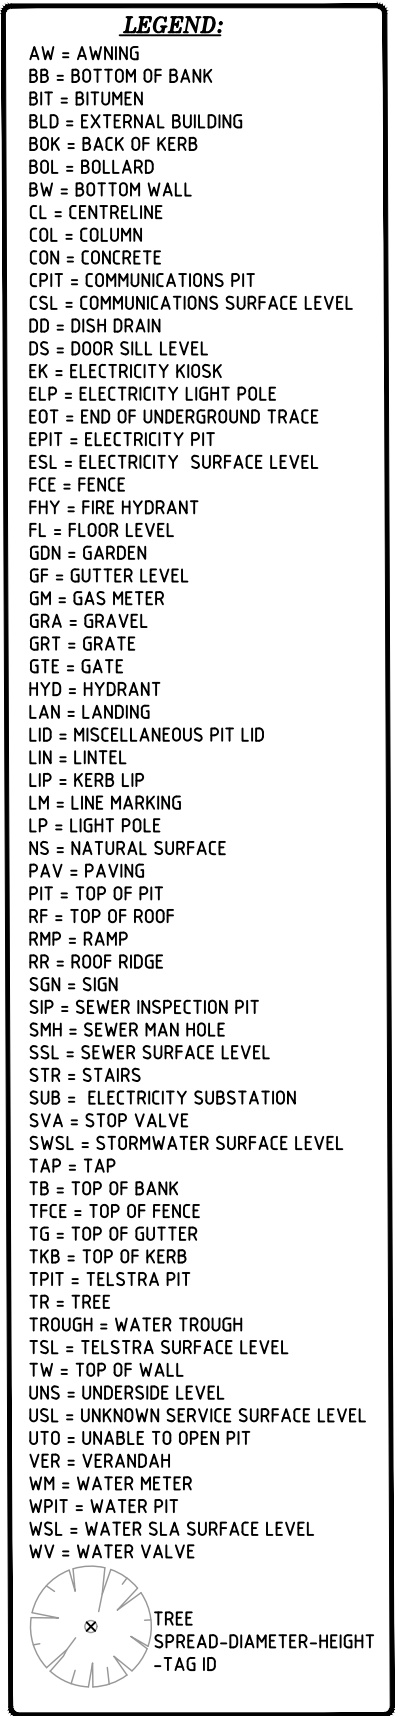 LEGEND:
AW = AWNING
BB = BOTTOM OF BANK
BIT = BITUMEN
BLD = EXTERNAL BUILDING
BOK = BACK OF KERB
BOL = BOLLARD
BW = BOTTOM WALL
CL = CENTRELINE
COL = COLUMN
CON = CONCRETE
CPIT = COMMUNICATIONS PIT
CSL = COMMUNICATIONS SURFACE LEVEL
DD = DISH DRAIN
DS = DOOR SILL LEVEL
EK = ELECTRICITY KIOSK
ELP = ELECTRICITY LIGHT POLE
EOT = END OF UNDERGROUND TRACE
EPIT = ELECTRICITY PIT
ESL = ELECTRICITY  SURFACE LEVEL
FCE = FENCE
FHY = FIRE HYDRANT
FL = FLOOR LEVEL
GDN = GARDEN
GF = GUTTER LEVEL
GM = GAS METER
GRA = GRAVEL
GRT = GRATE
GTE = GATE
HYD = HYDRANT
LAN = LANDING
LID = MISCELLANEOUS PIT LID
LIN = LINTEL
LIP = KERB LIP
LM = LINE MARKING
LP = LIGHT POLE
NS = NATURAL SURFACE
PAV = PAVING
PIT = TOP OF PIT
RF = TOP OF ROOF
RMP = RAMP
RR = ROOF RIDGE
SGN = SIGN
SIP = SEWER INSPECTION PIT
SMH = SEWER MAN HOLE
SSL = SEWER SURFACE LEVEL
STR = STAIRS
SUB =  ELECTRICITY SUBSTATION
SVA = STOP VALVE
SWSL = STORMWATER SURFACE LEVEL
TAP = TAP
TB = TOP OF BANK
TFCE = TOP OF FENCE
TG = TOP OF GUTTER
TKB = TOP OF KERB
TPIT = TELSTRA PIT
TR = TREE
TROUGH = WATER TROUGH
TSL = TELSTRA SURFACE LEVEL
TW = TOP OF WALL
UNS = UNDERSIDE LEVEL
USL = UNKNOWN SERVICE SURFACE LEVEL
UTO = UNABLE TO OPEN PIT
VER = VERANDAH
WM = WATER METER
WPIT = WATER PIT
WSL = WATER SLA SURFACE LEVEL
WV = WATER VALVE
TREE
SPREAD-DIAMETER-HEIGHT
-TAG ID